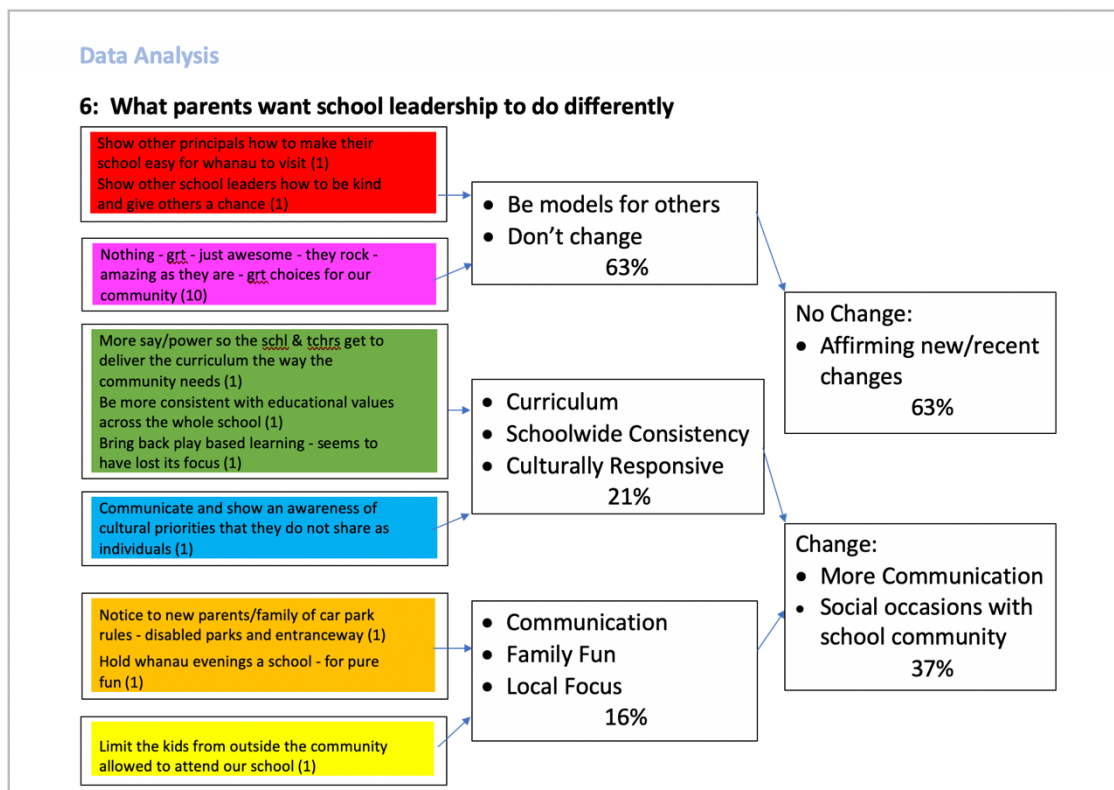 Data Analysis
6: What parents want school leadership to do differently
Show other principals how to make their
school easy for whanau to visit (1)
Show other school leaders how to be kind
and give others a chance (1)
Nothing - grt - just awesome - they rock -
amazing as they are - grt choices for our
community (10)
More say/power so the schl & tchrs get to
deliver the curriculum the way the
community needs (1)
Be more consistent with educational values
across the whole school (1)
Bring back play based learning - seems to
have lost its focus (1)
Communicate and show an awareness of
cultural priorities that they do not share as
individuals (1)
Notice to new parents/family of car park
rules - disabled parks and entranceway (1)
Hold whanau evenings a school - for pure
fun (1)
Limit the kids from outside the community
allowed to attend our school (1)
• Be models for others
• Don't change
63%
• Curriculum
• Schoolwide Consistency
• Culturally Responsive
21%
• Communication
• Family Fun
• Local Focus
16%
No Change:
• Affirming new/recent
changes
63%
Change:
• More Communication
• Social occasions with
school community
37%